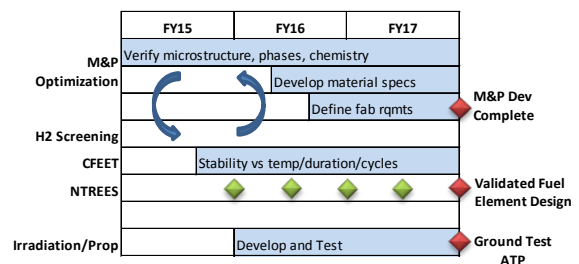 FY15 FY16 FY17
Verify microstructure, phases, chemistry
M&P
Optimization
Develop material specs
Define fab rqmts
M&P Dev
Complete
H2 Screening
CFEET
Stability vs temp/duration/cycles
NTREES
Validated Fuel
Element Design
Irradiation/Prop
Develop and Test
Ground Test
ATP